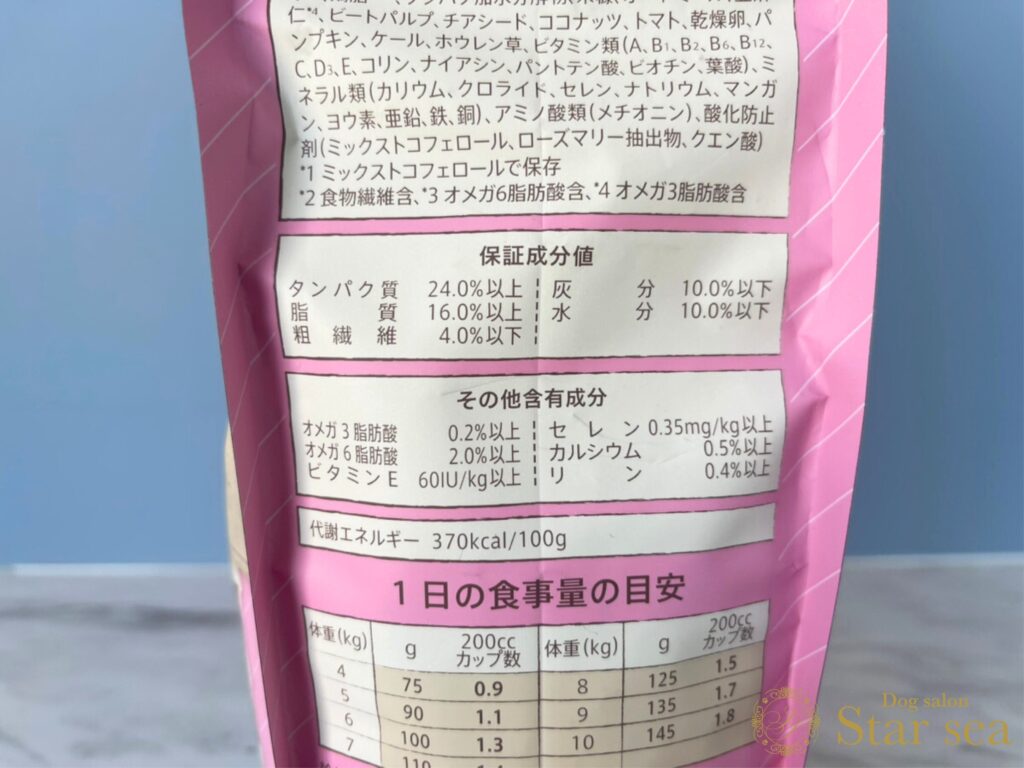 仁*4、ビートパルプ、チアシード、ココナッツ、トマト、乾燥卵、パ
ンプキン、ケール、ホウレン草、ビタミン類(A、B1、B2、B6、B12、
C、D3、E、コリン、ナイアシン、パントテン酸、ビオチン、葉酸)、ミ
ネラル類(カリウム、クロライド、セレン、ナトリウム、マンガ
ン、ヨウ素、亜鉛、鉄、銅)、アミノ酸類(メチオニン)、酸化防止
剤(ミックストコフェロール、ローズマリー抽出物、クエン酸)
*1 ミックストコフェロールで保存
*2 食物繊維含、*3 オメガ6脂肪酸含、*4 オメガ3脂肪酸含
保証成分値
タンパク質 24.0%以上 灰分 10.0%以下
脂質 16.0%以上 水分 10.0%以下
粗繊維 4.0%以下
その他含有成分
オメガ3脂肪酸 0.2%以上 セレン 0.35mg/kg以上
オメガ6脂肪酸 2.0%以上 カルシウム 0.5%以上
ビタミンE 60IU/kg以上 リン 0.4%以上
代謝エネルギー 370kcal/100g
1日の食事量の目安
体重(kg) g 200cc カップ数 体重(kg) g 200cc カップ数
4 75 0.9 8 125 1.5
5 90 1.1 9 135 1.7
6 100 1.3 10 145 1.8
7 110
Dog salon
Star sea